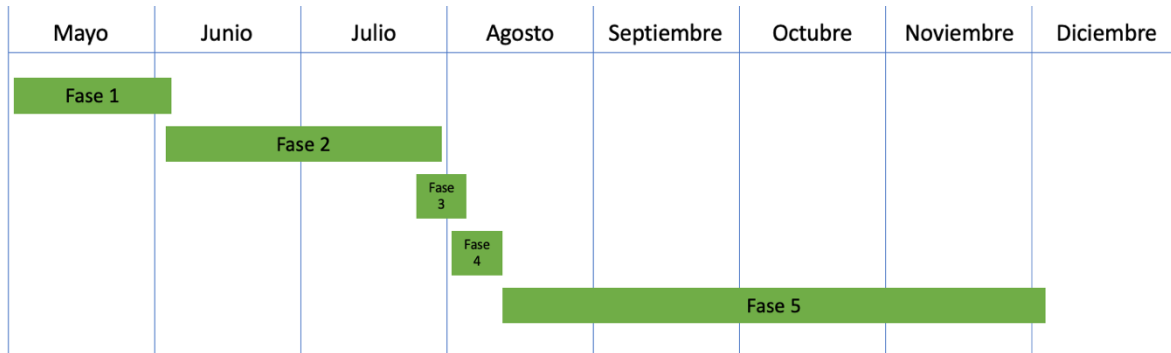 Mayo Junio Julio Agosto Septiembre Octubre Noviembre Diciembre
Fase 1
Fase 2
Fase
3
Fase
4
Fase 5